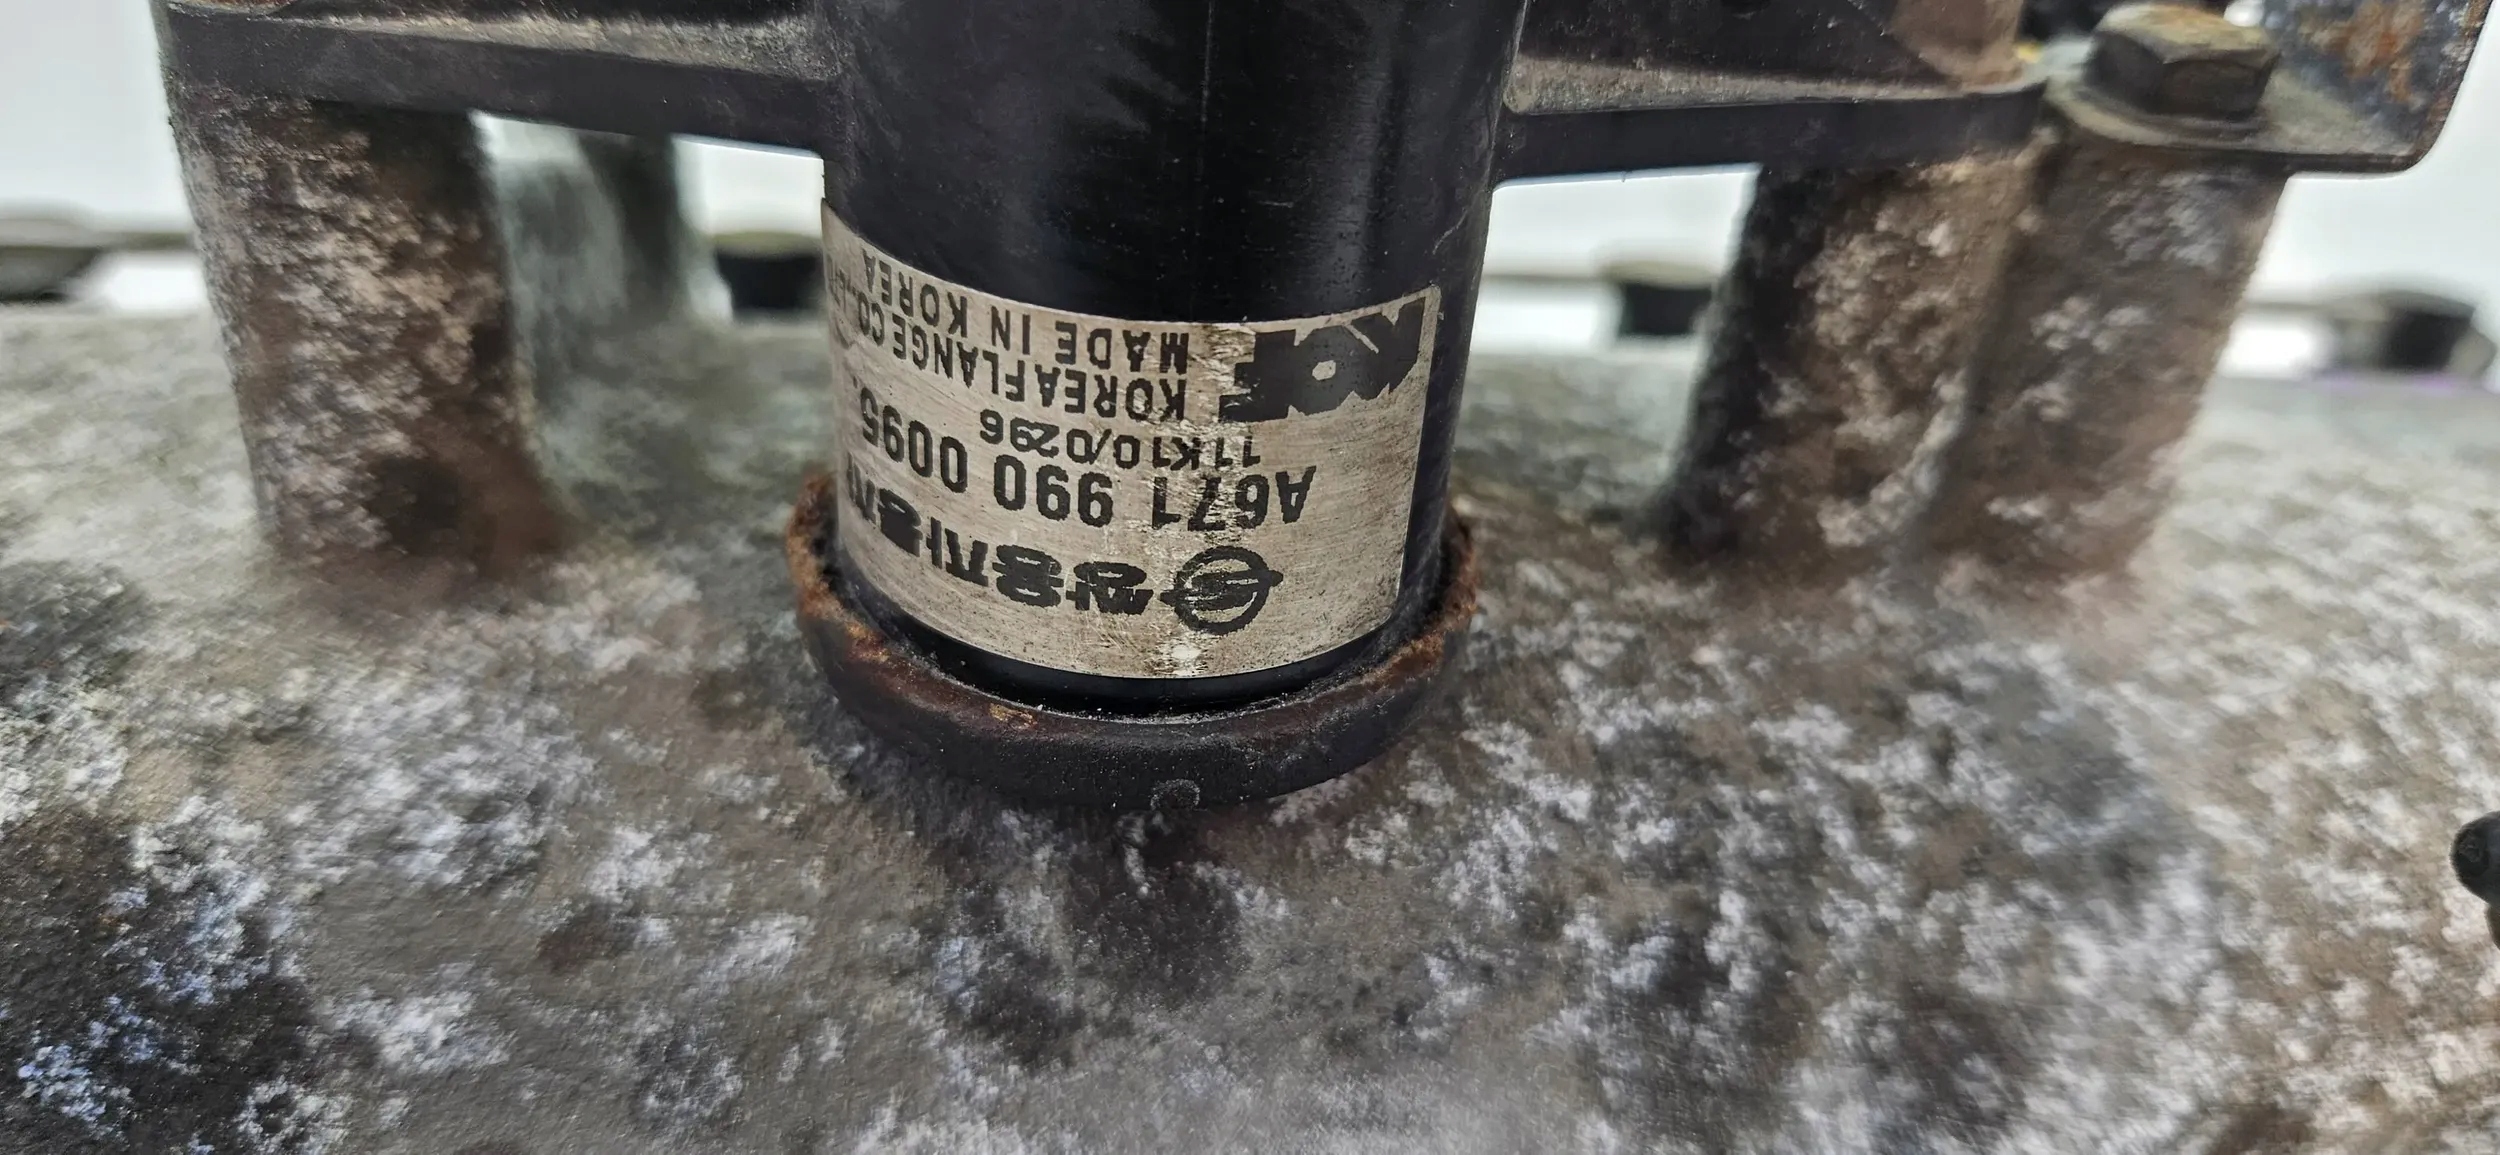 쌍용자동차
A671 990 0095
11K10/0296
KOF
KOREAFLANGE CO.,
MADE IN KOREA